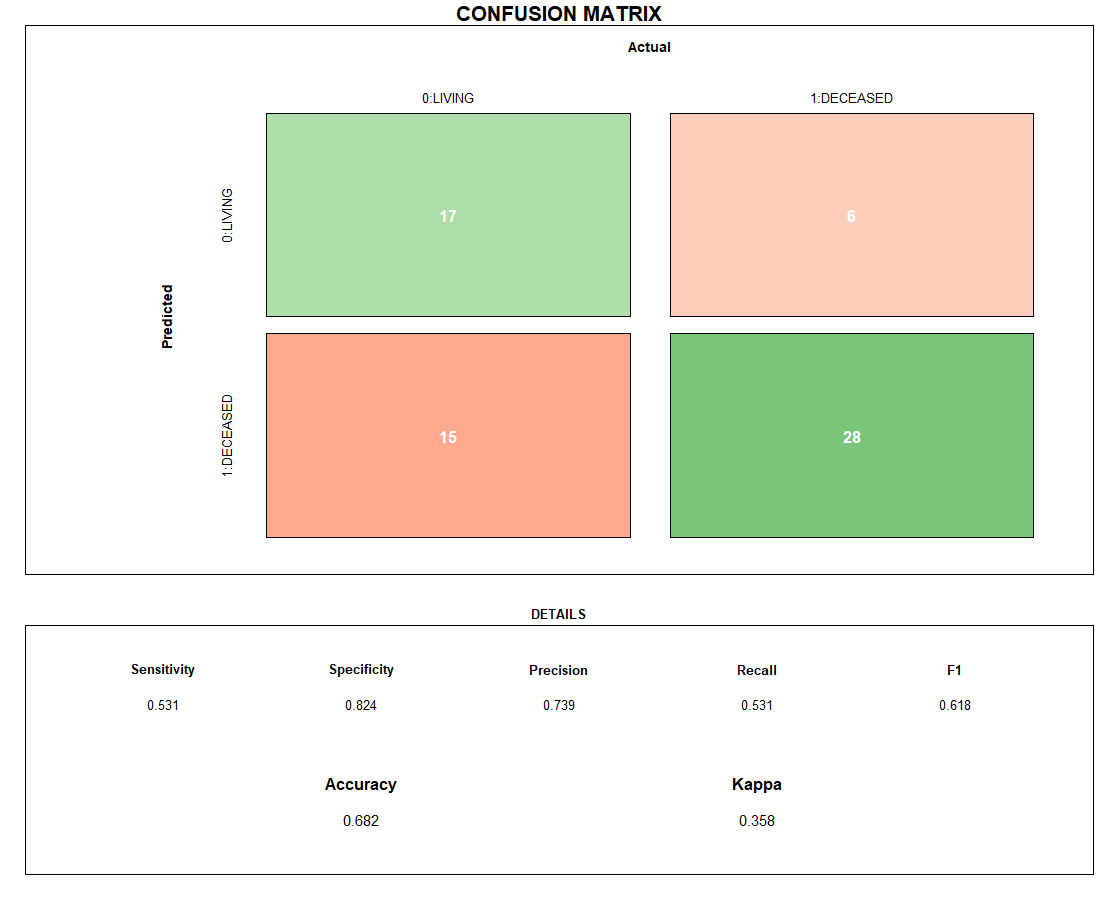 CONFUSION MATRIX
Actual
0:LIVING
1:DECEASED
0:LIVING
17
6
Predicted
1:DECEASED
15
28
DETAILS
Sensitivity
Specificity
Precision
Recall
F1
0.531
0.824
0.739
0.531
0.618
Accuracy
Kappa
0.682
0.358